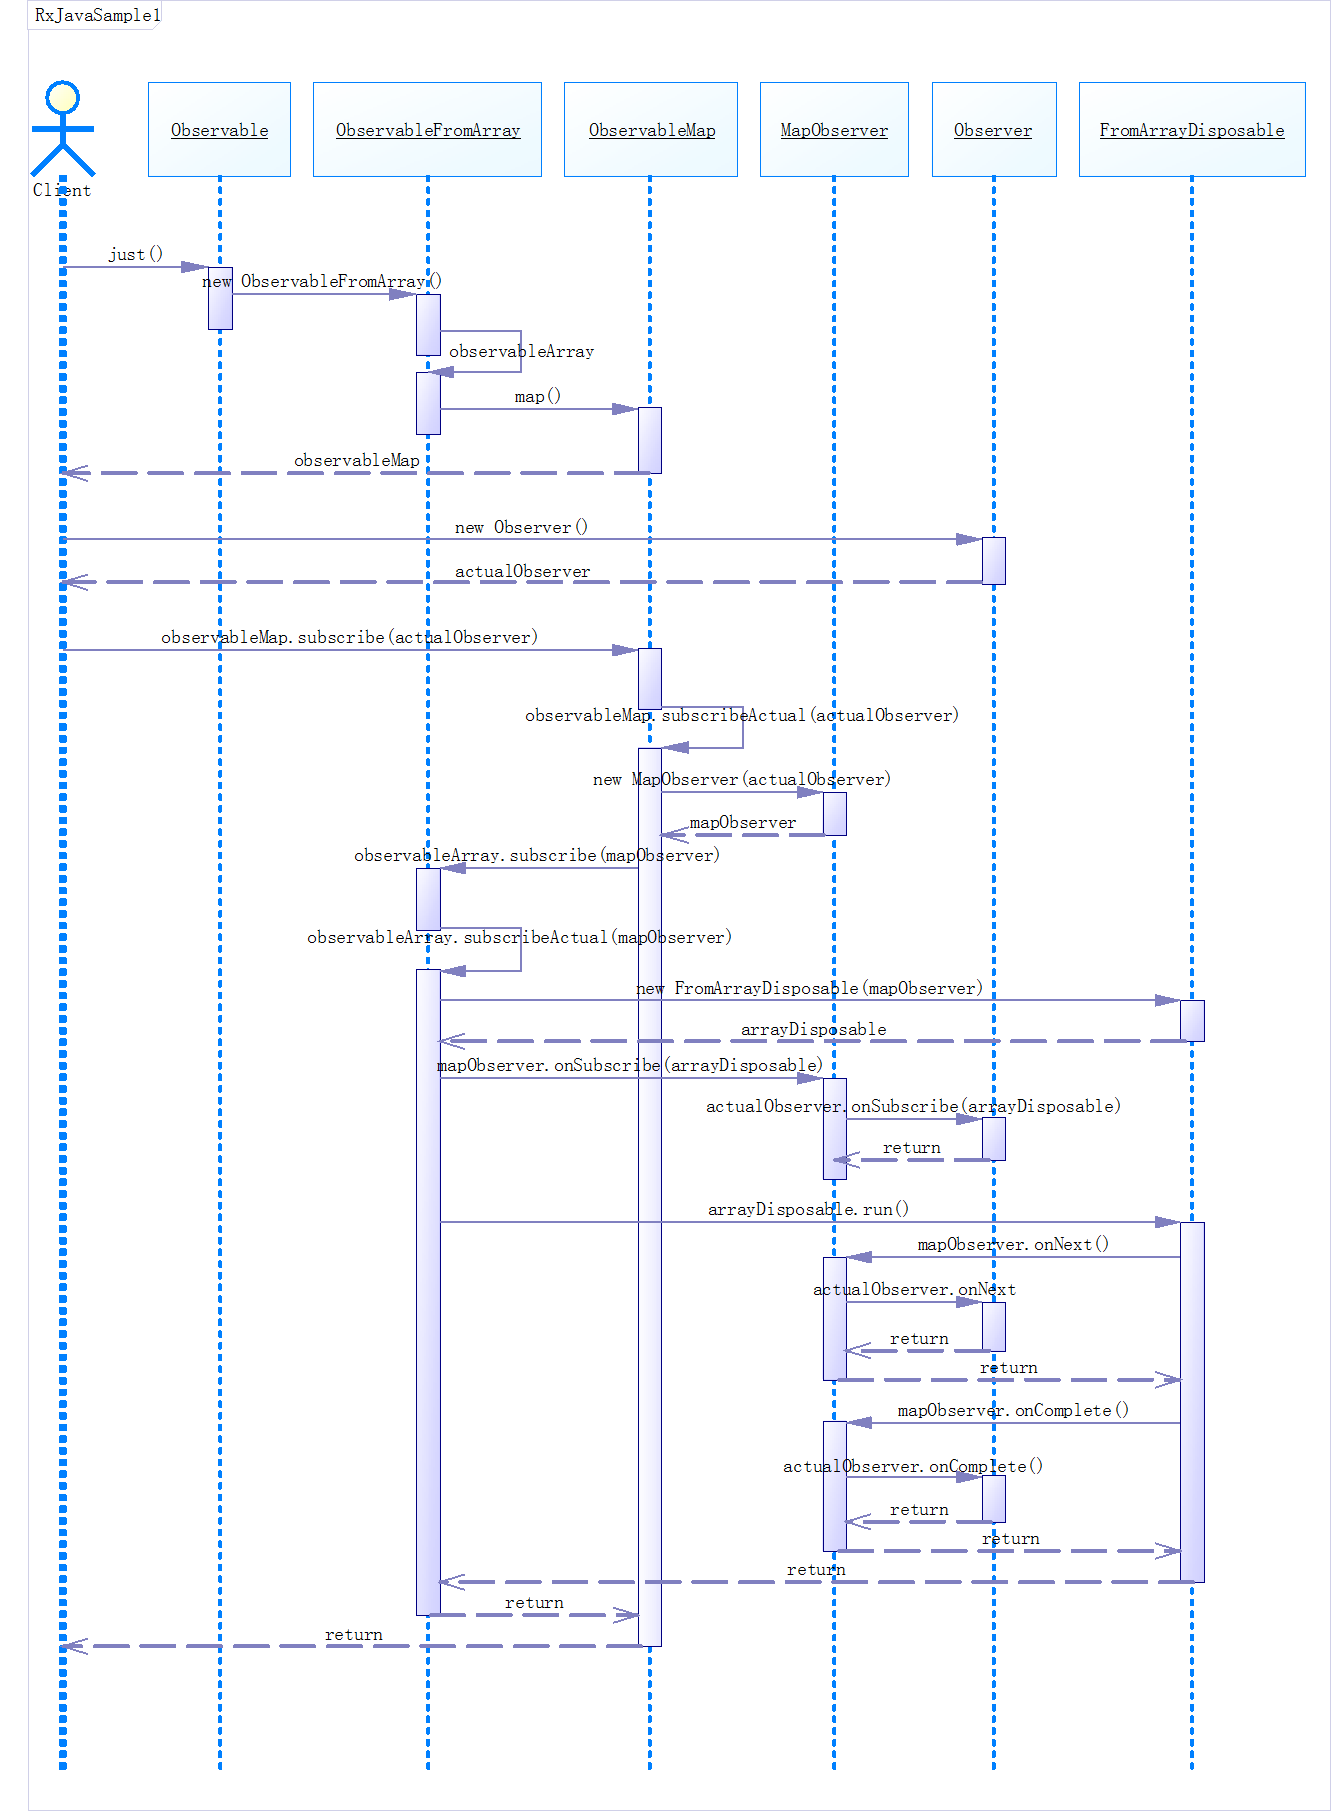 RxJavaSample1
Client
Observable
ObservableFromArray
ObservableMap
MapObserver
Observer
FromArrayDisposable
just()
new ObservableFromArray()
observableArray
map()
observableMap
new Observer()
actualObserver
observableMap.subscribe(actualObserver)
observableMap.subscribeActual(actualObserver)
new MapObserver(actualObserver)
mapObserver
observableArray.subscribe(mapObserver)
observableArray.subscribeActual(mapObserver)
new FromArrayDisposable(mapObserver)
arrayDisposable
mapObserver.onSubscribe(arrayDisposable)
actualObserver.onSubscribe(arrayDisposable)
return
arrayDisposable.run()
mapObserver.onNext()
actualObserver.onNext
return
return
mapObserver.onComplete()
actualObserver.onComplete()
return
return
return
return
return